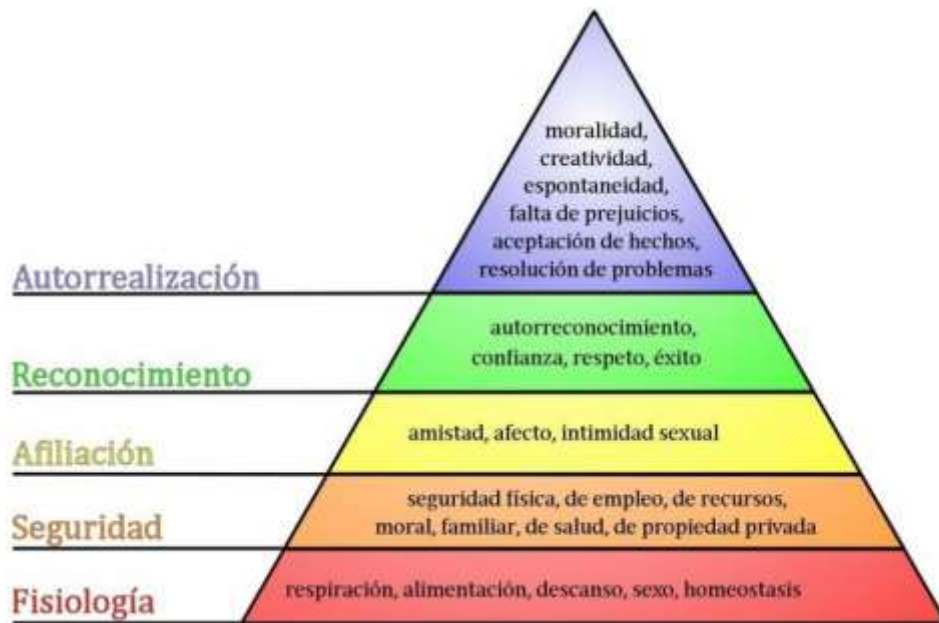 moralidad,
creatividad,
espontaneidad,
falta de prejuicios,
aceptación de hechos,
resolución de problemas
Autorrealización
autorreconocimiento,
confianza, respeto, éxito
Reconocimiento
amistad, afecto, intimidad sexual
Afiliación
seguridad física, de empleo, de recursos,
moral, familiar, de salud, de propiedad privada
Seguridad
respiración, alimentación, descanso, sexo, homeostasis
Fisiología